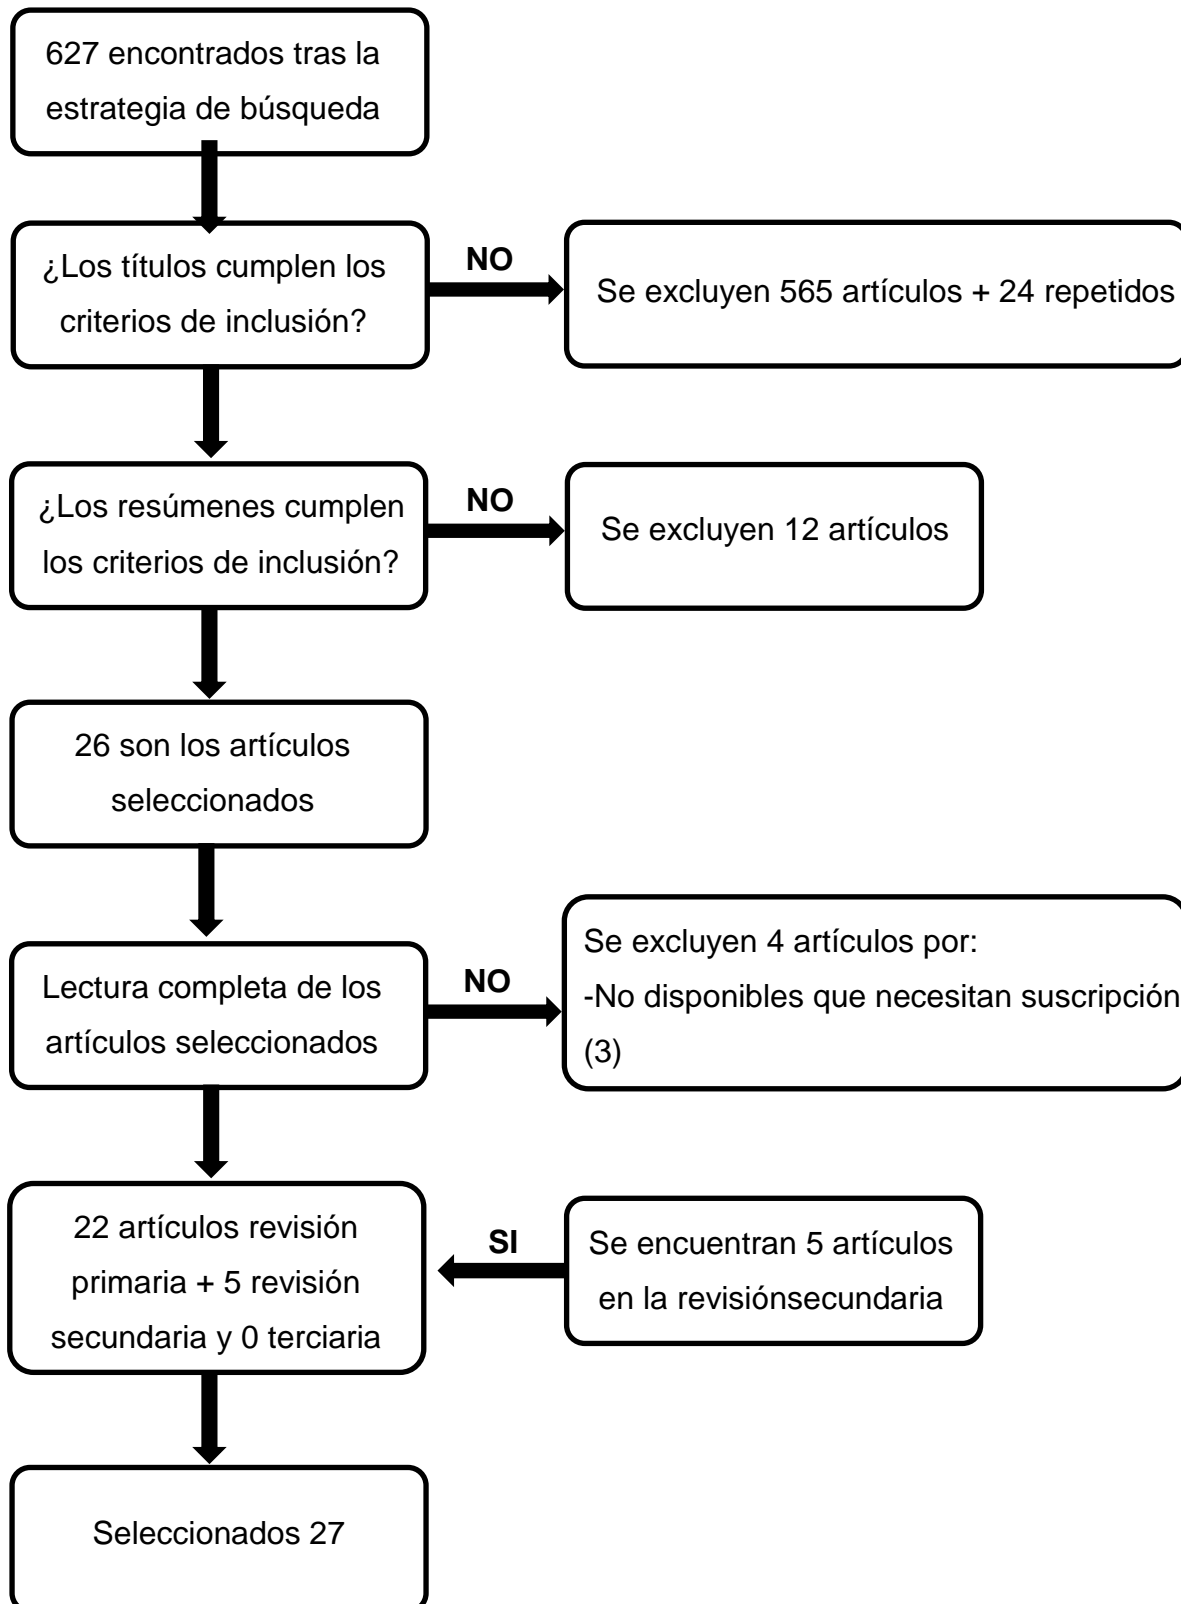 627 encontrados tras la
estrategia de búsqueda
¿Los títulos cumplen los
criterios de inclusión?
NO
Se excluyen 565 artículos + 24 repetidos
¿Los resúmenes cumplen
los criterios de inclusión?
NO
Se excluyen 12 artículos
26 son los artículos
seleccionados
Lectura completa de los
artículos seleccionados
NO
Se excluyen 4 artículos por:
-No disponibles que necesitan suscripción
(3)
22 artículos revisión
primaria + 5 revisión
secundaria y 0 terciaria
SI
Se encuentran 5 artículos
en la revisiónsecundaria
Seleccionados 27